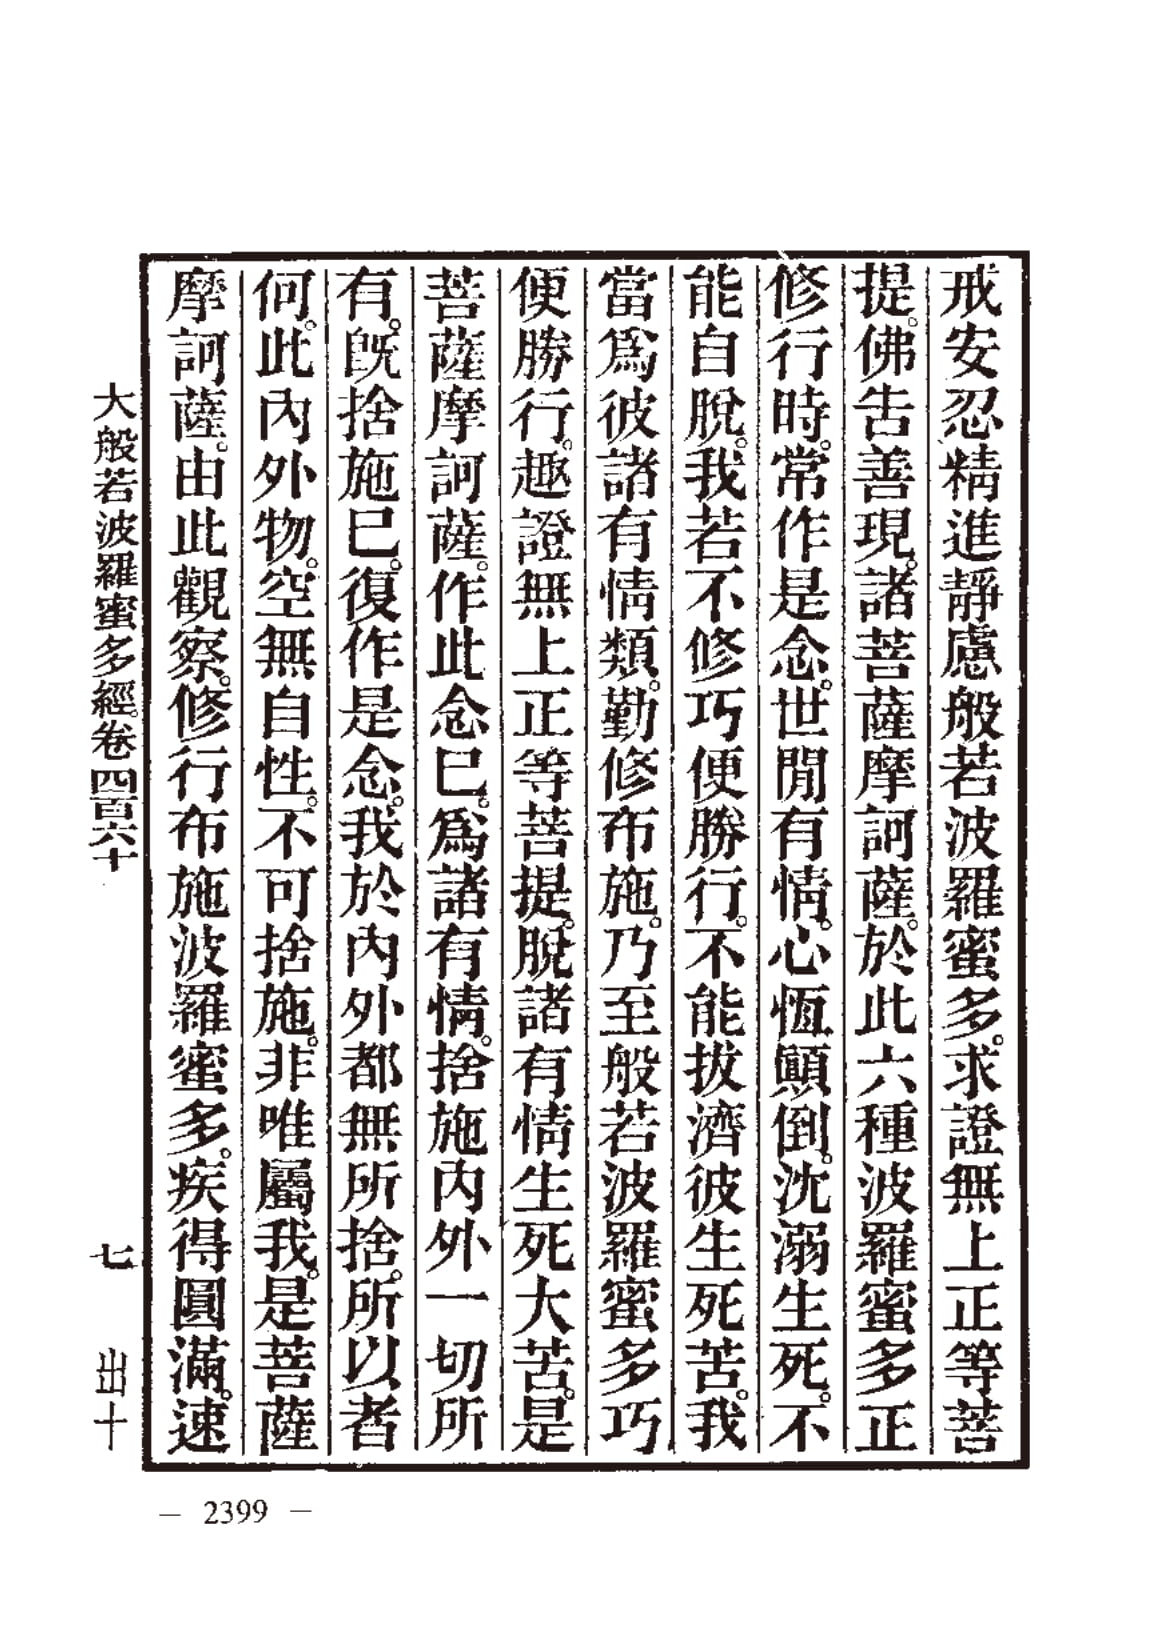 戒安忍精進靜慮般若波羅蜜多。求證無上正等菩
提。佛告善現。諸菩薩摩訶薩。於此六種波羅蜜多正
修行時。常作是念。世閒有情。心恆顚倒。沈溺生死。不
能自脫。我若不修巧便勝行。不能拔濟彼生死苦。我
當爲彼諸有情類。勤修布施。乃至般若波羅蜜多巧
便勝行。趣證無上正等菩提。脫諸有情生死大苦。是
菩薩摩訶薩。作此念已。爲諸有情。捨施內外一切所
有。旣捨施已。復作是念。我於內外都無所捨。所以者
何。此內外物。空無自性。不可捨施。非唯屬我。是菩薩
摩訶薩。由此觀察。修行布施波羅蜜多。疾得圓滿。速
大般若波羅蜜多經。卷四百六十 七 出十
— 2399 —